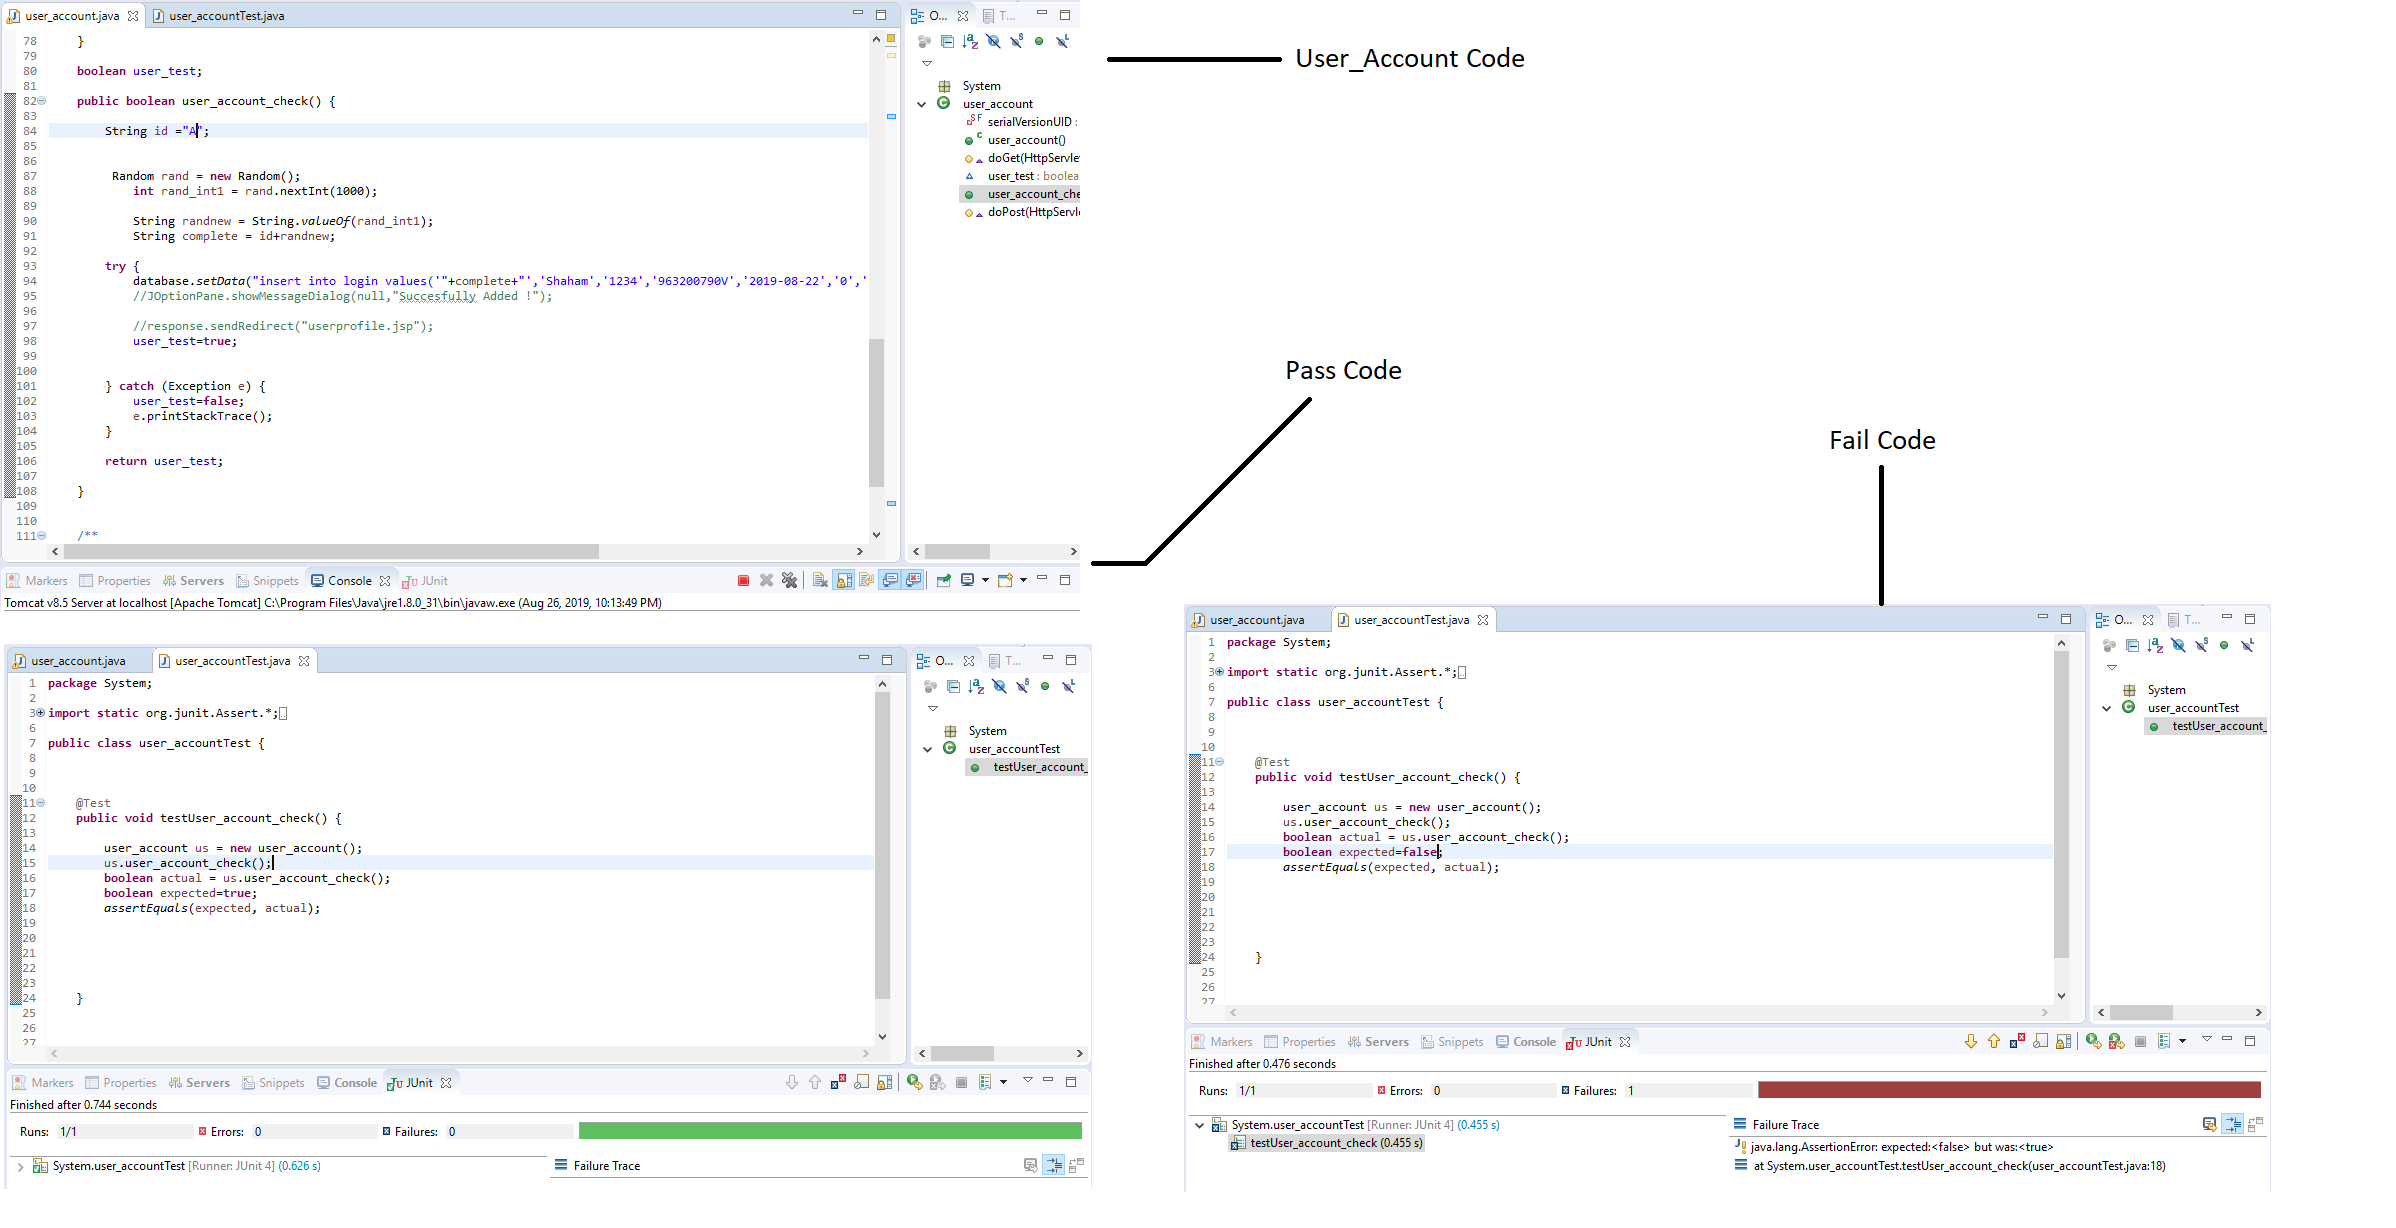 user_account.java
user_accountTest.java
O...
T...
78 }
79
80 boolean user_test;
81
82 public boolean user_account_check() {
83
84 String id ="A";
85
86
87 Random rand = new Random();
88 int rand_int1 = rand.nextInt(1000);
89
90 String randnew = String.valueOf(rand_int1);
91 String complete = id+randnew;
92
93 try {
94 database.setData("insert into login values('"+complete+"','Shaham','1234','963200790V','2019-08-22','0','
95 //JOptionPane.showMessageDialog(null,"Succesfully Added !");
96
97 //response.sendRedirect("userprofile.jsp");
98 user_test=true;
99
100
101 } catch (Exception e) {
102 user_test=false;
103 e.printStackTrace();
104 }
105
106 return user_test;
107
108 }
109
110
111 /**
System
user_account
serialVersionUID :
user_account()
doGet(HttpServle
user_test : boolea
user_account_che
doPost(HttpServle
User_Account Code
Pass Code
Fail Code
Markers Properties Servers Snippets Console JUnit
Tomcat v8.5 Server at localhost [Apache Tomcat] C:\Program Files\Java\jre1.8.0_31\bin\javaw.exe (Aug 26, 2019, 10:13:49 PM)
user_account.java
user_accountTest.java
O...
T...
1 package System;
2
3 import static org.junit.Assert.*;
6
7 public class user_accountTest {
8
9
10
11 @Test
12 public void testUser_account_check() {
13
14 user_account us = new user_account();
15 us.user_account_check();
16 boolean actual = us.user_account_check();
17 boolean expected=true;
18 assertEquals(expected, actual);
19
20
21
22
23
24 }
25
26
27
System
user_accountTest
testUser_account_
Markers Properties Servers Snippets Console JUnit
Finished after 0.744 seconds
Runs: 1/1 Errors: 0 Failures: 0
System.user_accountTest [Runner: JUnit 4] (0.626 s)
Failure Trace
user_account.java
user_accountTest.java
O...
T...
1 package System;
2
3 import static org.junit.Assert.*;
6
7 public class user_accountTest {
8
9
10
11 @Test
12 public void testUser_account_check() {
13
14 user_account us = new user_account();
15 us.user_account_check();
16 boolean actual = us.user_account_check();
17 boolean expected=false;
18 assertEquals(expected, actual);
19
20
21
22
23
24 }
25
26
27
System
user_accountTest
testUser_account_
Markers Properties Servers Snippets Console JUnit
Finished after 0.476 seconds
Runs: 1/1 Errors: 0 Failures: 1
System.user_accountTest [Runner: JUnit 4] (0.455 s)
testUser_account_check (0.455 s)
Failure Trace
java.lang.AssertionError: expected:<false> but was:<true>
at System.user_accountTest.testUser_account_check(user_accountTest.java:18)